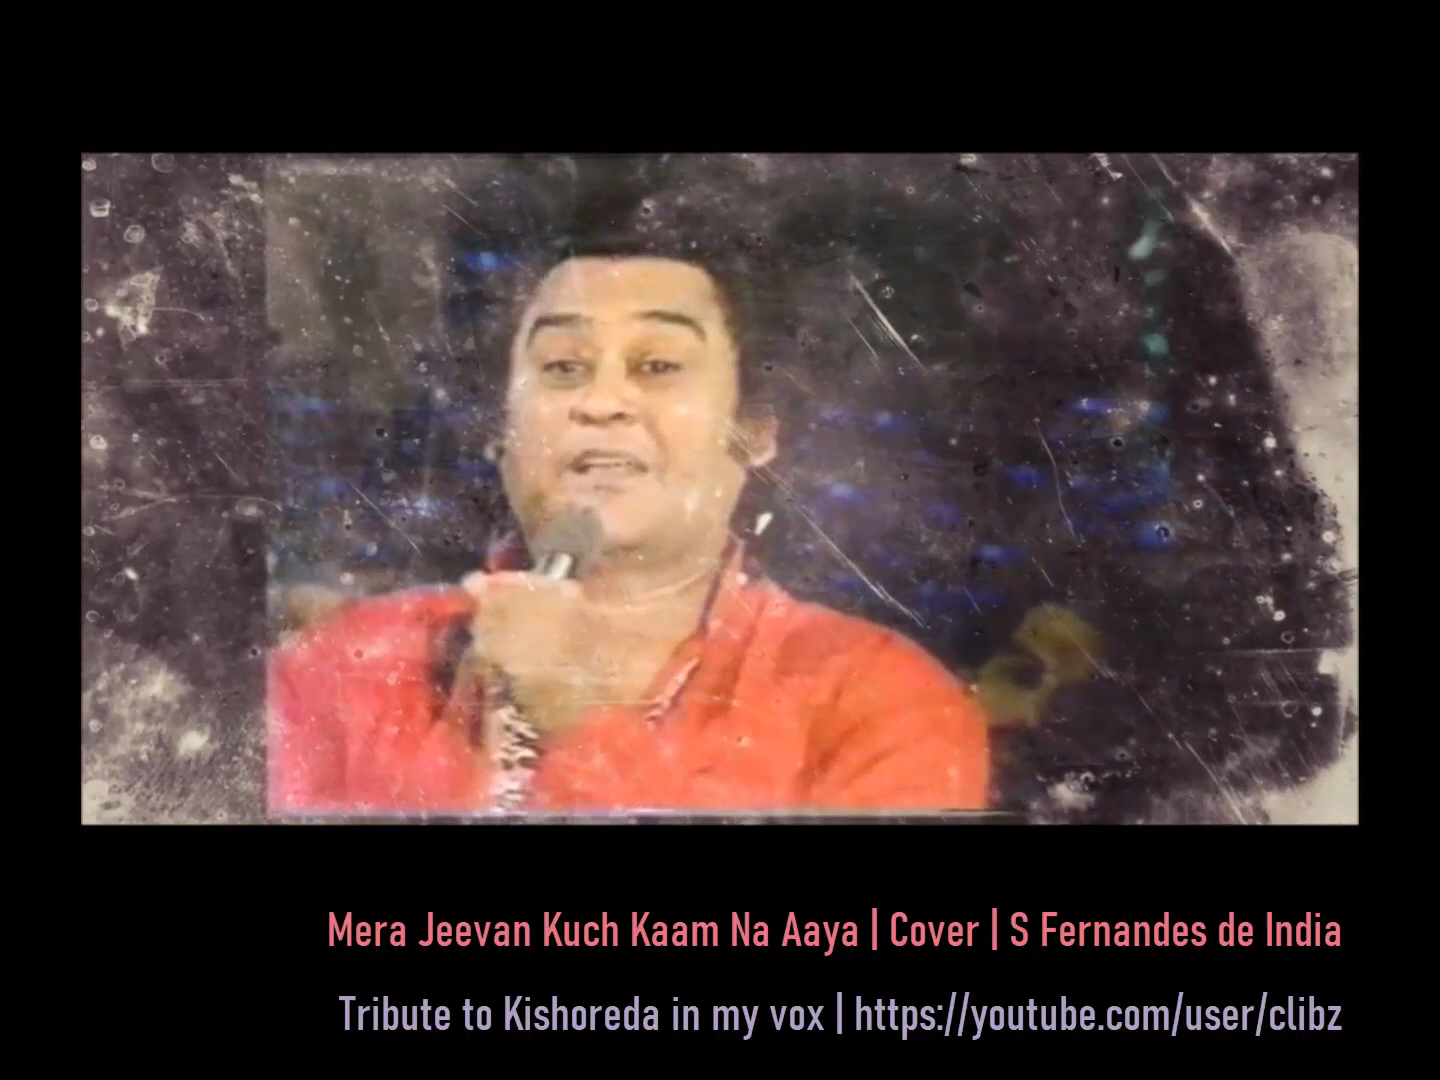 Mera Jeevan Kuch Kaam Na Aaya | Cover | S Fernandes de India
Tribute to Kishoreda in my vox | https://youtube.com/user/clibz